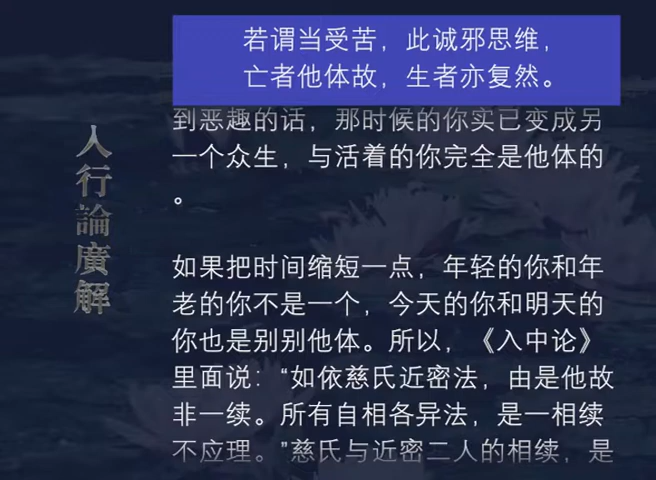 若谓当受苦，此诚邪思维，
亡者他体故，生者亦复然。
到恶趣的话，那时候的你实已变成另
一个众生，与活着的你完全是他体的
。
如果把时间缩短一点，年轻的你和年
老的你不是一个，今天的你和明天的
你也是别别他体。所以，《入中论》
里面说：“如依慈氏近密法，由是他故
非一续。所有自相各异法，是一相续
不应理。”慈氏与近密二人的相续，是
入行論廣解